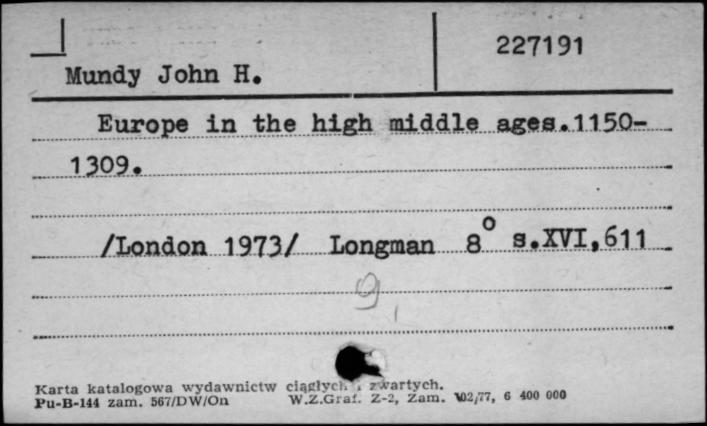 227191
Mundy John H.
Europe in the high middle ages.1150-
1309.
/London 1973/ Longman 8° s.XVI,611
9
Karta katalogowa wydawnictw ciągłych i zwartych.
Pu-B-144 zam. 567/DW/On W.Z.Graf. Z-2, Zam. 102/77, 6 400 000